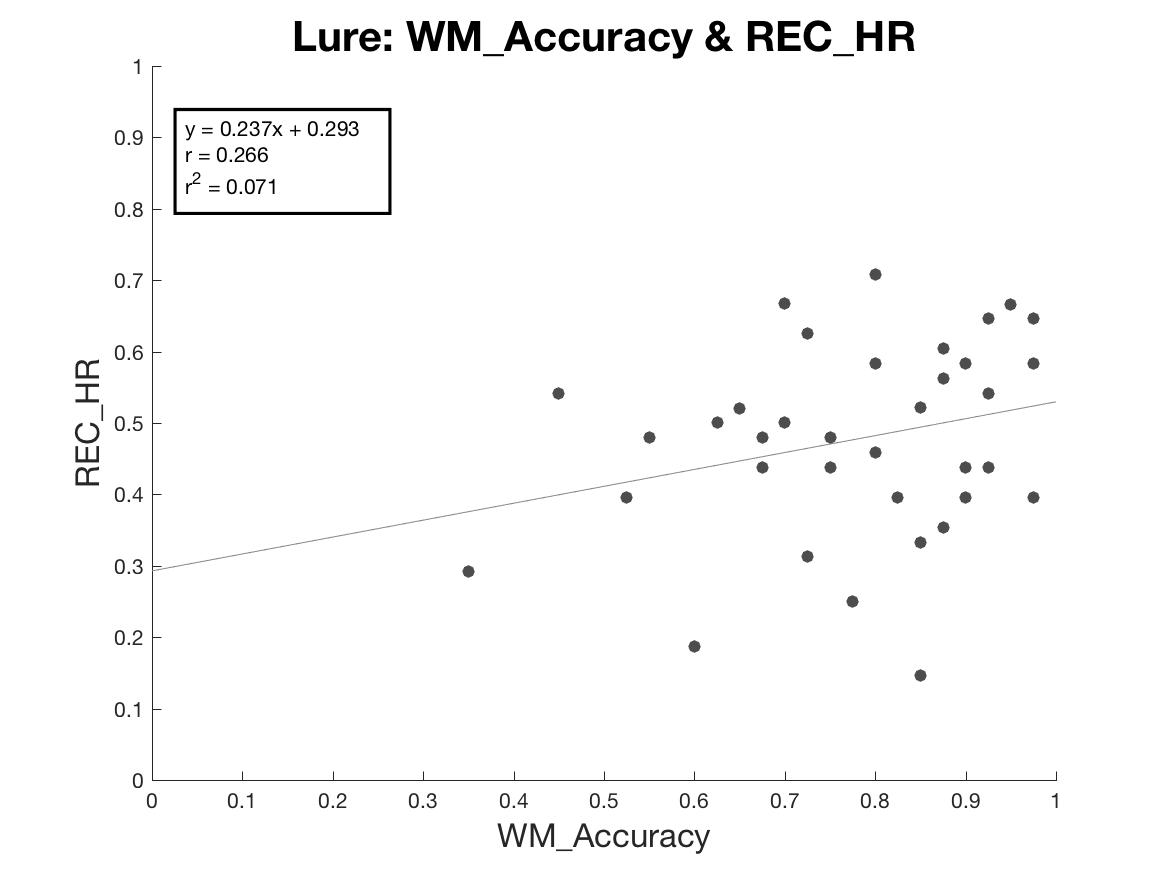 Lure: WM_Accuracy & REC_HR
1
0.9
0.8
0.7
0.6
0.5
0.4
0.3
0.2
0.1
0
y = 0.237x + 0.293
r = 0.266
r² = 0.071
REC_HR
0 0.1 0.2 0.3 0.4 0.5 0.6 0.7 0.8 0.9 1
WM_Accuracy